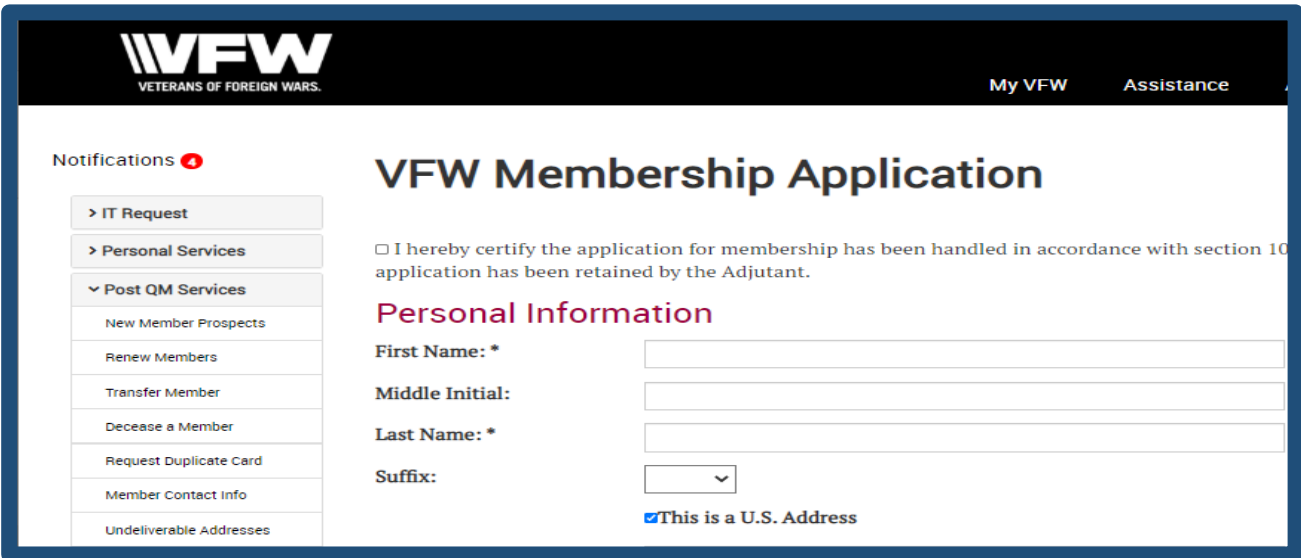 VFW
VETERANS OF FOREIGN WARS.
My VFW Assistance
Notifications 4
> IT Request
> Personal Services
Post QM Services
New Member Prospects
Renew Members
Transfer Member
Decease a Member
Request Duplicate Card
Member Contact Info
Undeliverable Addresses
VFW Membership Application
I hereby certify the application for membership has been handled in accordance with section 10
application has been retained by the Adjutant.
Personal Information
First Name: *
Middle Initial:
Last Name: *
Suffix:
This is a U.S. Address